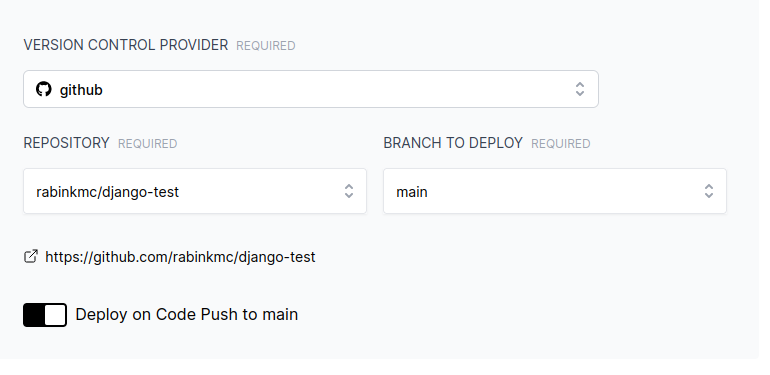 VERSION CONTROL PROVIDER REQUIRED
github
REPOSITORY REQUIRED
BRANCH TO DEPLOY REQUIRED
rabinkmc/django-test
main
https://github.com/rabinkmc/django-test
Deploy on Code Push to main